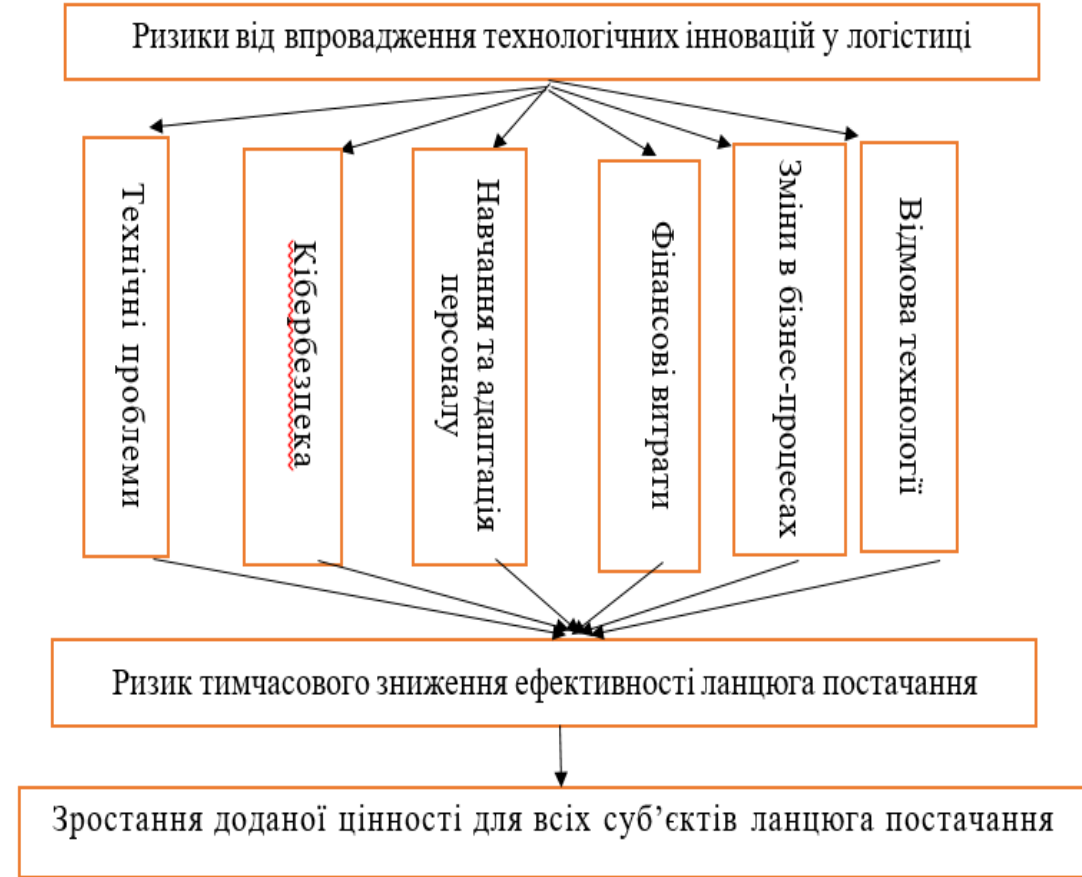 Ризики від впровадження технологічних інновацій у логістиці
Технічні проблеми
Кібербезпека
Навчання та адаптація
персоналу
Фінансові витрати
Зміни в бізнес-процесах
Відмова технології
Ризик тимчасового зниження ефективності ланцюга постачання
Зростання доданої цінності для всіх суб’єктів ланцюга постачання